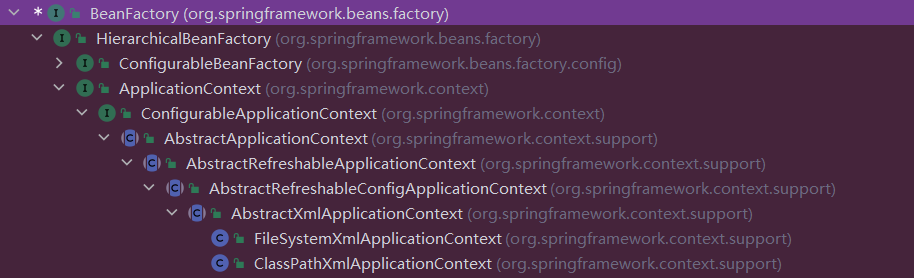 * BeanFactory (org.springframework.beans.factory)
HierarchicalBeanFactory (org.springframework.beans.factory)
ConfigurableBeanFactory (org.springframework.beans.factory.config)
ApplicationContext (org.springframework.context)
ConfigurableApplicationContext (org.springframework.context)
AbstractApplicationContext (org.springframework.context.support)
AbstractRefreshableApplicationContext (org.springframework.context.support)
AbstractRefreshableConfigApplicationContext (org.springframework.context.support)
AbstractXmlApplicationContext (org.springframework.context.support)
FileSystemXmlApplicationContext (org.springframework.context.support)
ClassPathXmlApplicationContext (org.springframework.context.support)